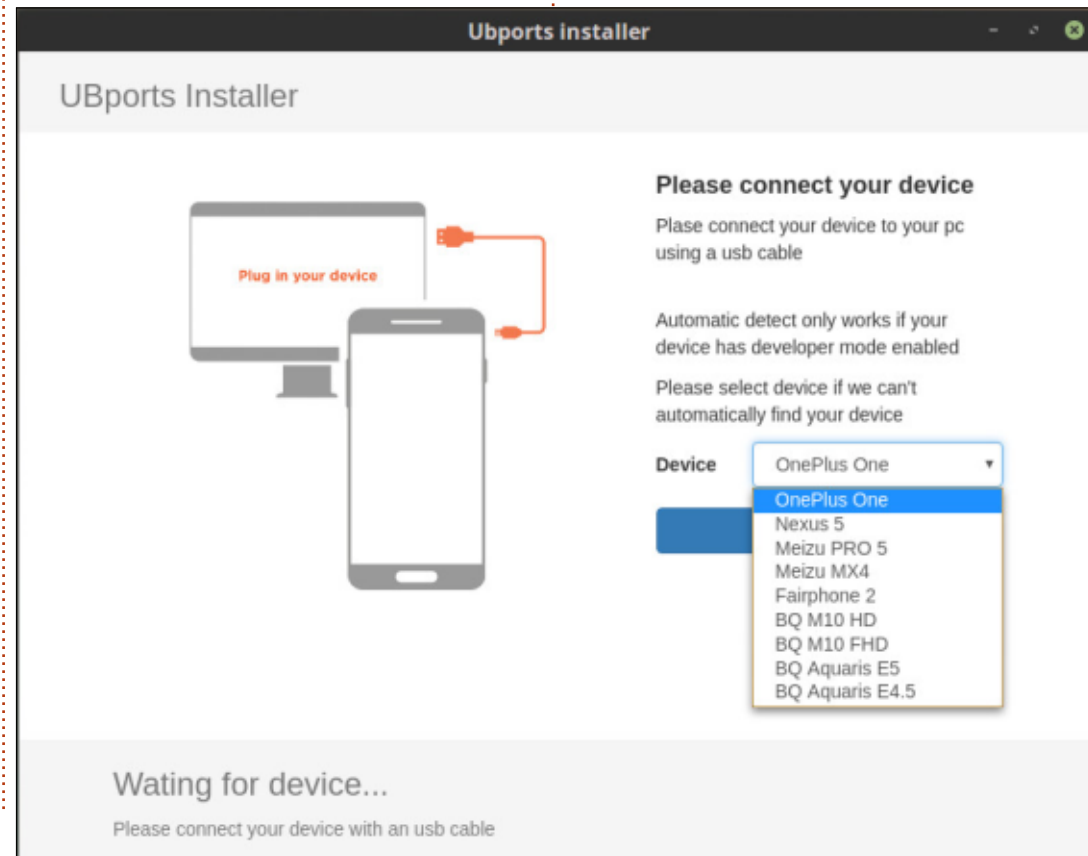 Ubports installer
UBports Installer
Plug in your device
Please connect your device
Plase connect your device to your pc
using a usb cable
Automatic detect only works if your
device has developer mode enabled
Please select device if we can't
automatically find your device
Device
OnePlus One
OnePlus One
Nexus 5
Meizu PRO 5
Meizu MX4
Fairphone 2
BQ M10 HD
BQ M10 FHD
BQ Aquaris E5
BQ Aquaris E4.5
Wating for device...
Please connect your device with an usb cable